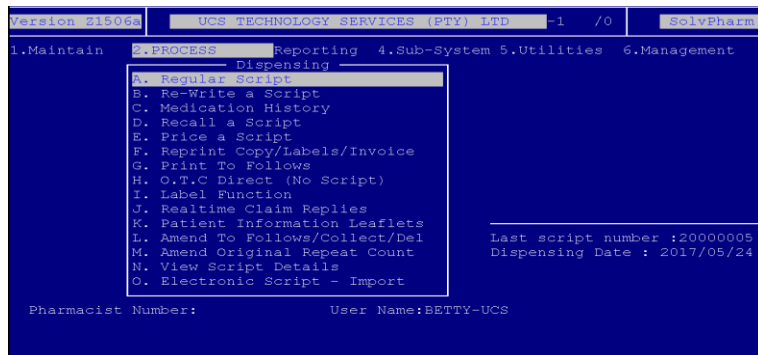 Version Z1506a UCS TECHNOLOGY SERVICES (PTY) LTD -1 /0 SolvPharm
1.Maintain 2.PROCESS Reporting 4.Sub-System 5.Utilities 6.Management
Dispensing
A. Regular Script
B. Re-Write a Script
C. Medication History
D. Recall a Script
E. Price a Script
F. Reprint Copy/Labels/Invoice
G. Print To Follows
H. O.T.C Direct (No Script)
I. Label Function
J. Realtime Claim Replies
K. Patient Information Leaflets
L. Amend To Follows/Collect/Del
M. Amend Original Repeat Count
N. View Script Details
O. Electronic Script - Import
Last script number :20000005
Dispensing Date : 2017/05/24
Pharmacist Number: User Name:BETTY-UCS